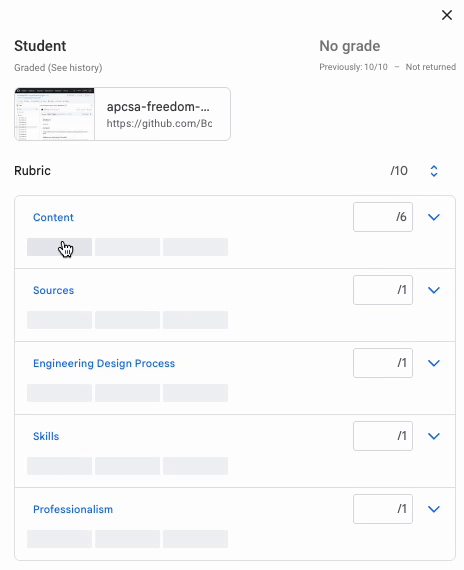 Student
No grade
Graded (See history)
Previously: 10/10 – Not returned
apcsa-freedom-...
https://github.com/Bc
Rubric
/10
Content
/6
Sources
/1
Engineering Design Process
/1
Skills
/1
Professionalism
/1